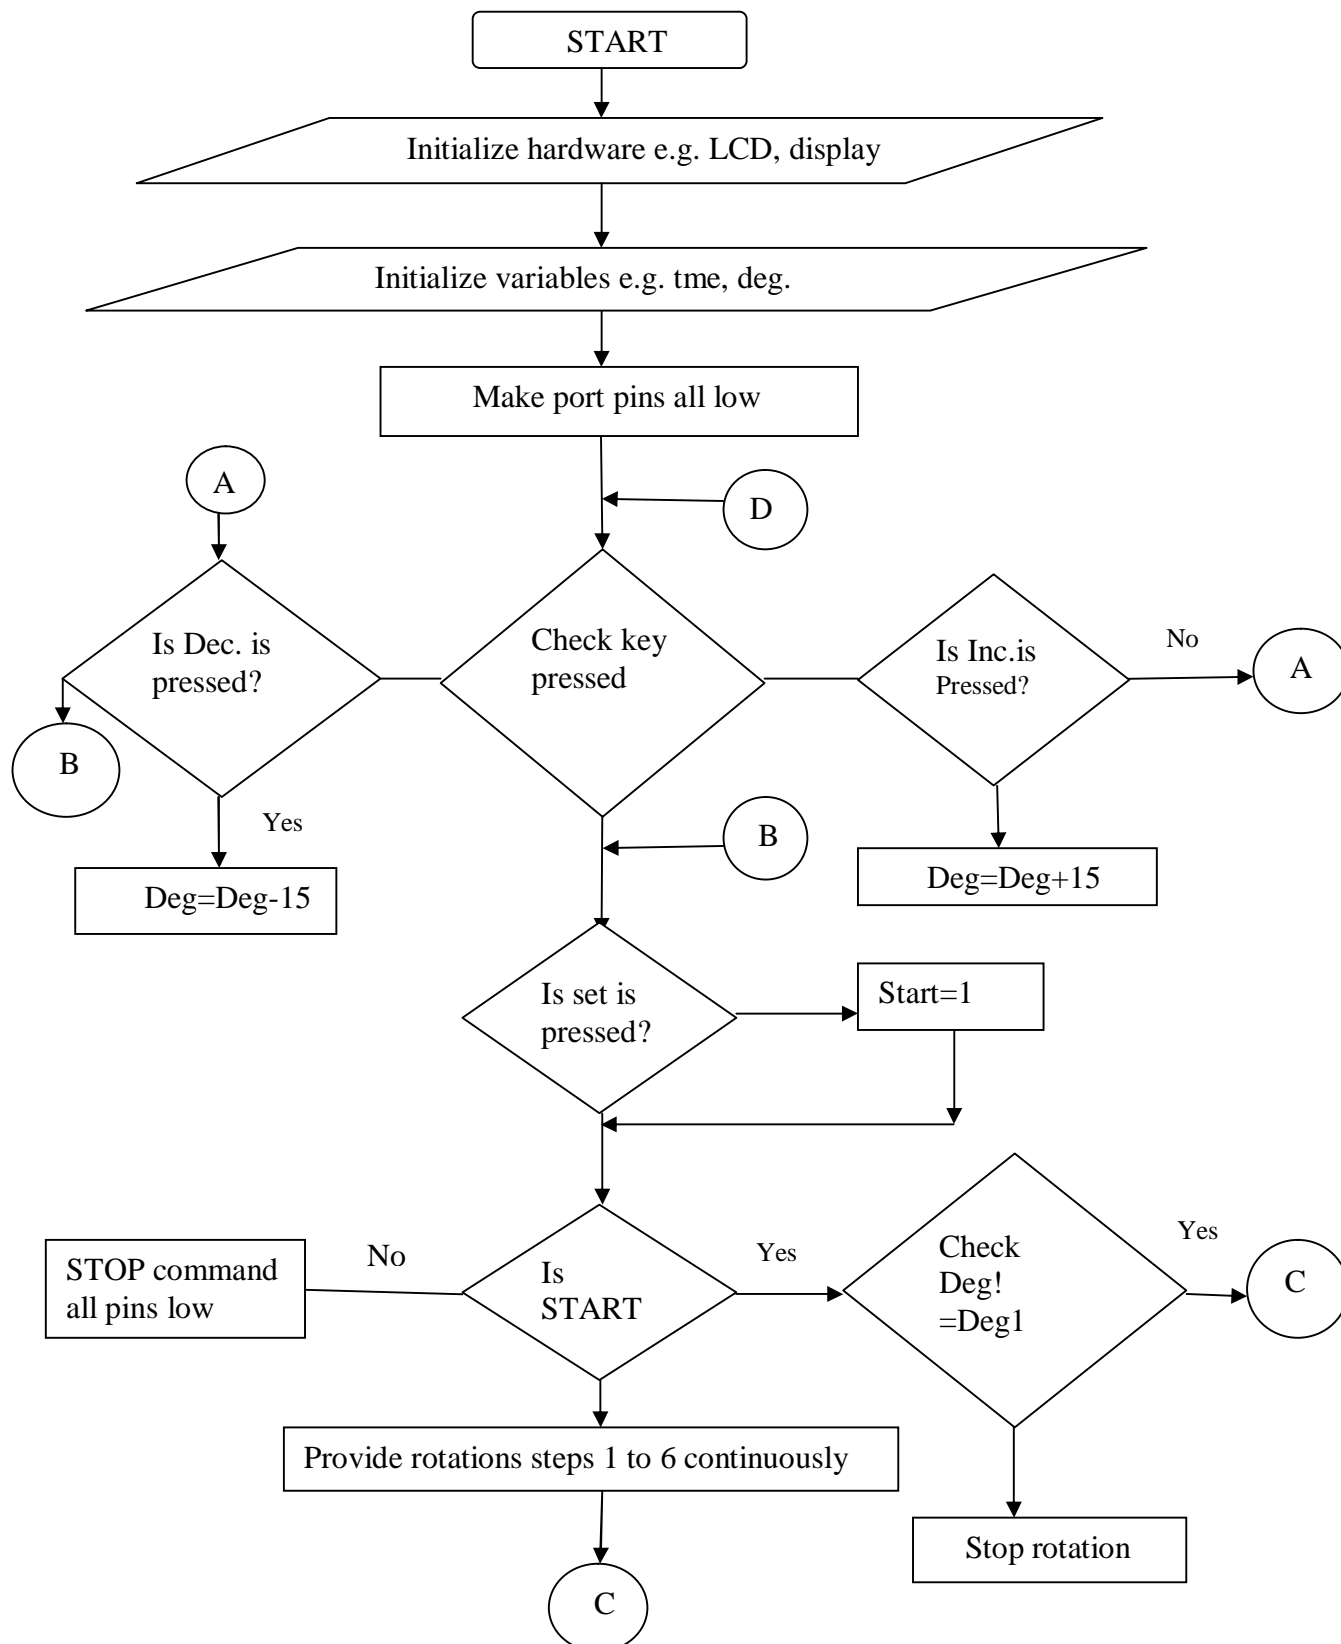 START
Initialize hardware e.g. LCD, display
Initialize variables e.g. tme, deg.
Make port pins all low
A
D
Is Dec. is
pressed?
Check key
pressed
Is Inc.is
Pressed?
No
A
B
Yes
Deg=Deg-15
B
Deg=Deg+15
Is set is
pressed?
Start=1
STOP command
all pins low
No
Is
START
Yes
Check
Deg!
=Deg1
Yes
C
Provide rotations steps 1 to 6 continuously
Stop rotation
C